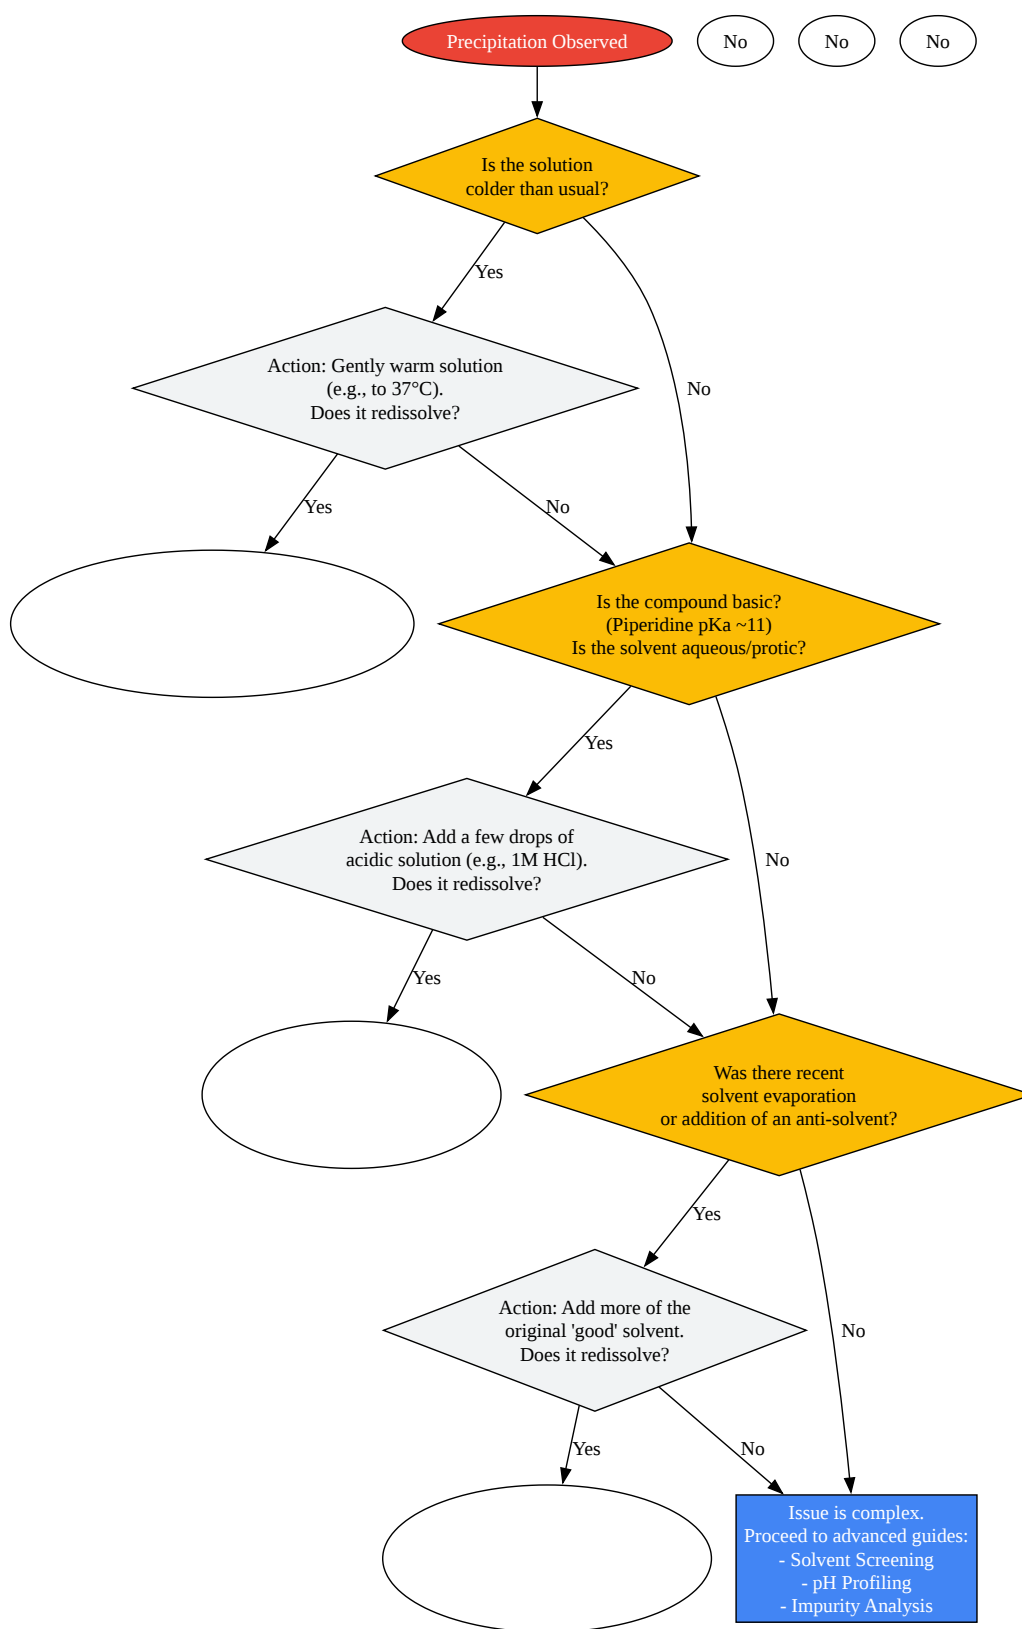 Precipitation Observed
No
No
No
Is the solution
colder than usual?
Yes
No
Action: Gently warm solution
(e.g., to 37°C).
Does it redissolve?
Yes
No
Is the compound basic?
(Piperidine pKa ~11)
Is the solvent aqueous/protic?
Yes
No
Action: Add a few drops of
acidic solution (e.g., 1M HCl).
Does it redissolve?
Yes
No
Was there recent
solvent evaporation
or addition of an anti-solvent?
Yes
No
Action: Add more of the
original 'good' solvent.
Does it redissolve?
Yes
No
Issue is complex.
Proceed to advanced guides:
- Solvent Screening
- pH Profiling
- Impurity Analysis